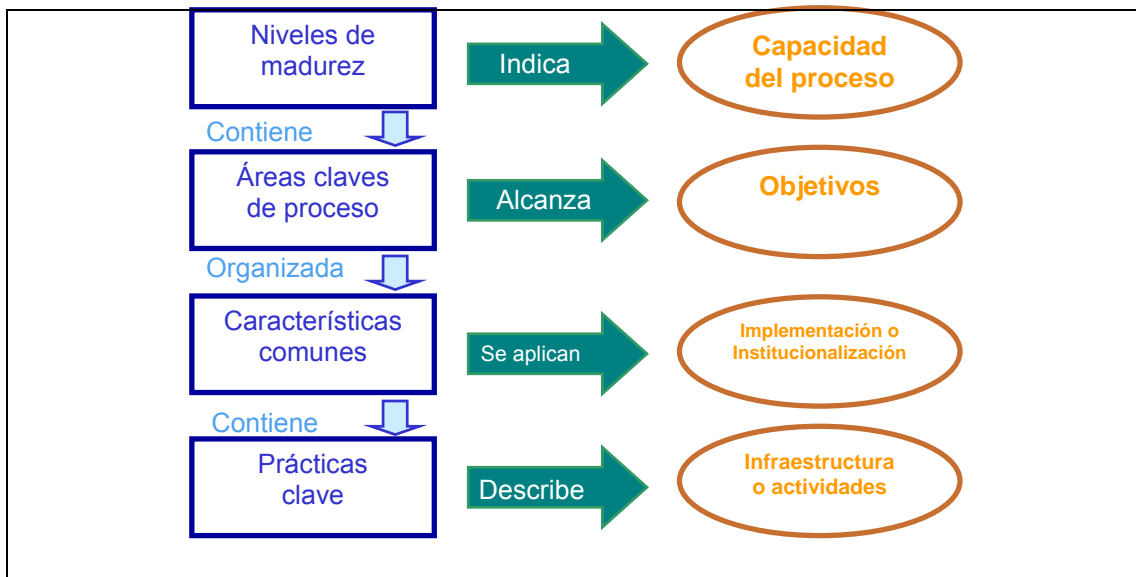 Niveles de
madurez
Indica
Capacidad
del proceso
Contiene
Áreas claves
de proceso
Alcanza
Objetivos
Organizada
Características
comunes
Se aplican
Implementación o
Institucionalización
Contiene
Prácticas
clave
Describe
Infraestructura
o actividades